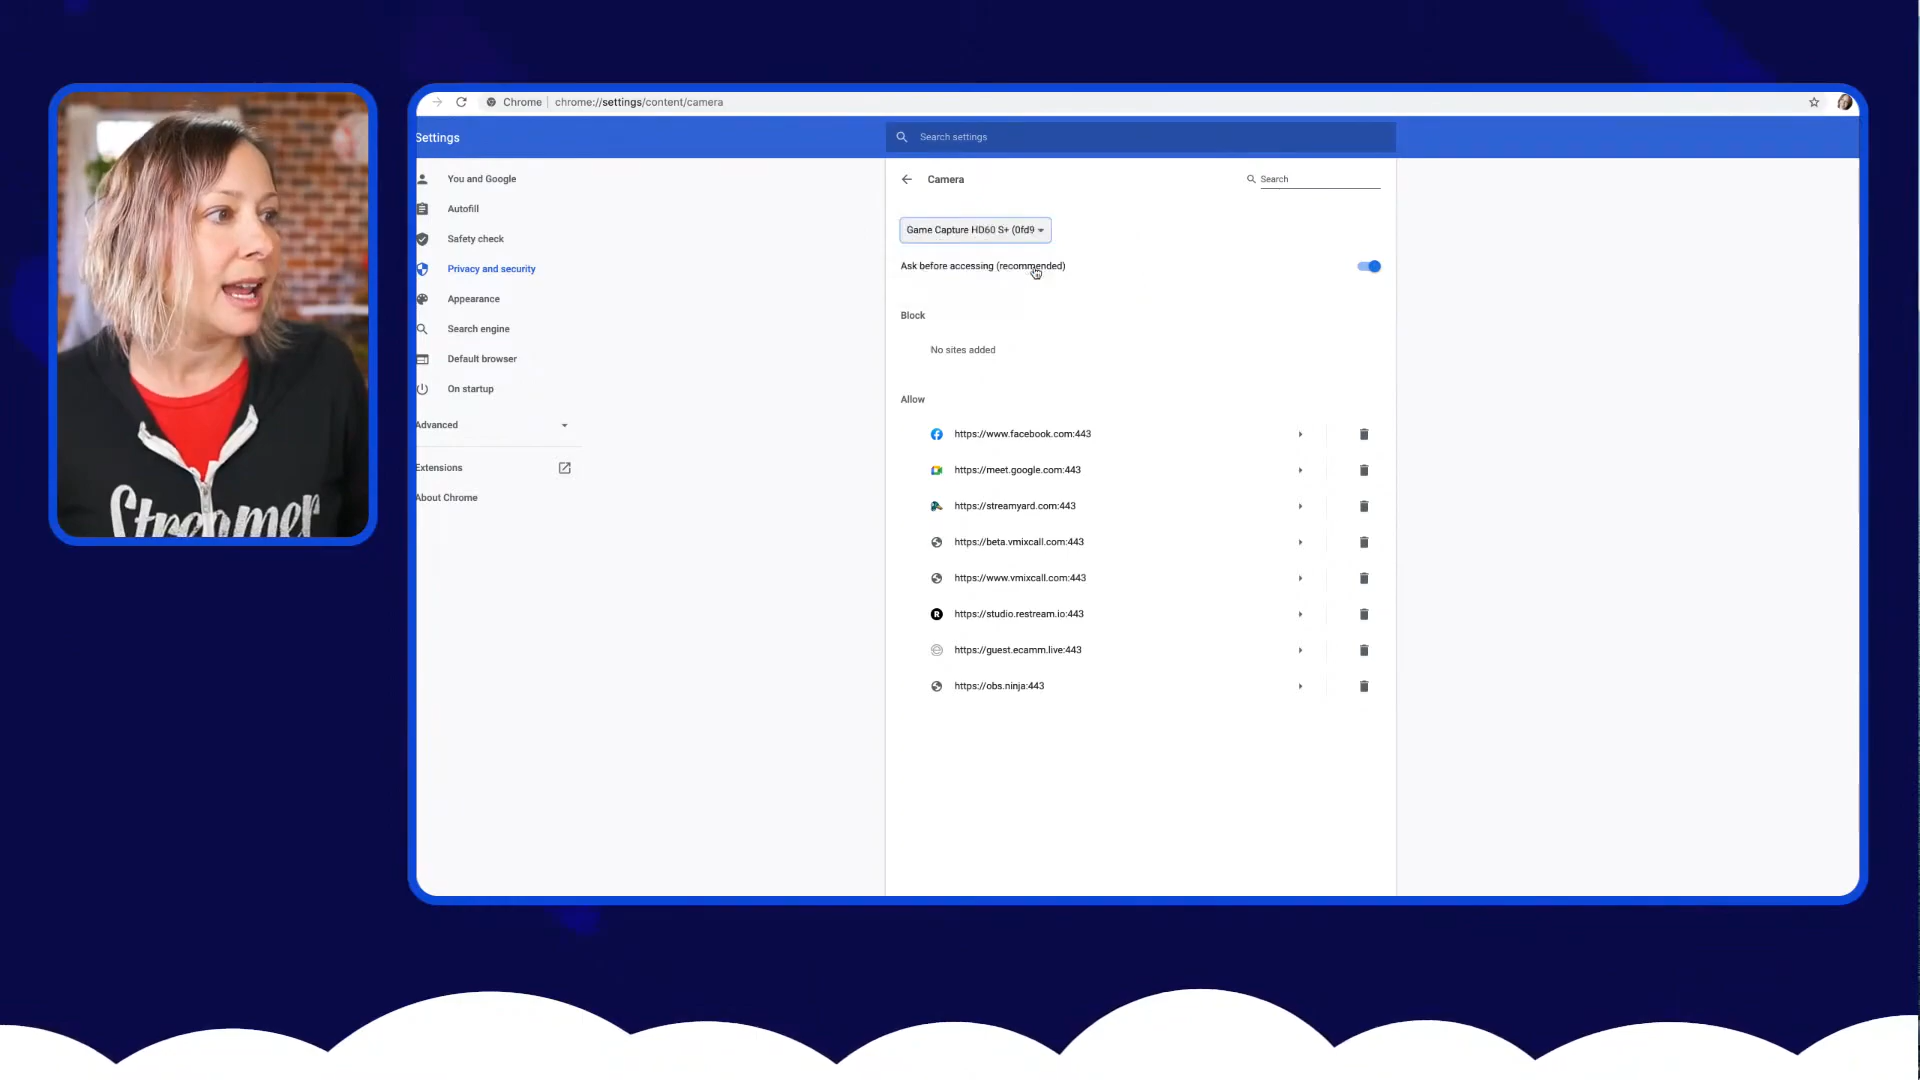 Chrome
chrome://settings/content/camera
Settings
Search settings
You and Google
Autofill
Safety check
Privacy and security
Appearance
Search engine
Default browser
On startup
Advanced
Extensions
About Chrome
Camera
Search
Game Capture HD60 S+ (0fd9
Ask before accessing (recommended)
Block
No sites added
Allow
https://www.facebook.com:443
https://meet.google.com:443
https://streamyard.com:443
https://beta.vmixcall.com:443
https://www.vmixcall.com:443
R
https://studio.restream.io:443
https://guest.ecamm.live:443
https://obs.ninja:443
Streamer